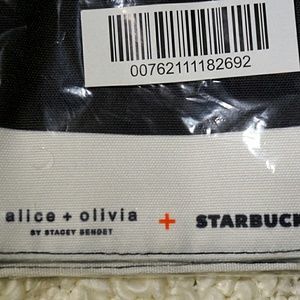 00762111182692
alice + olivia + STARBUCK
BY STACEY BENDET